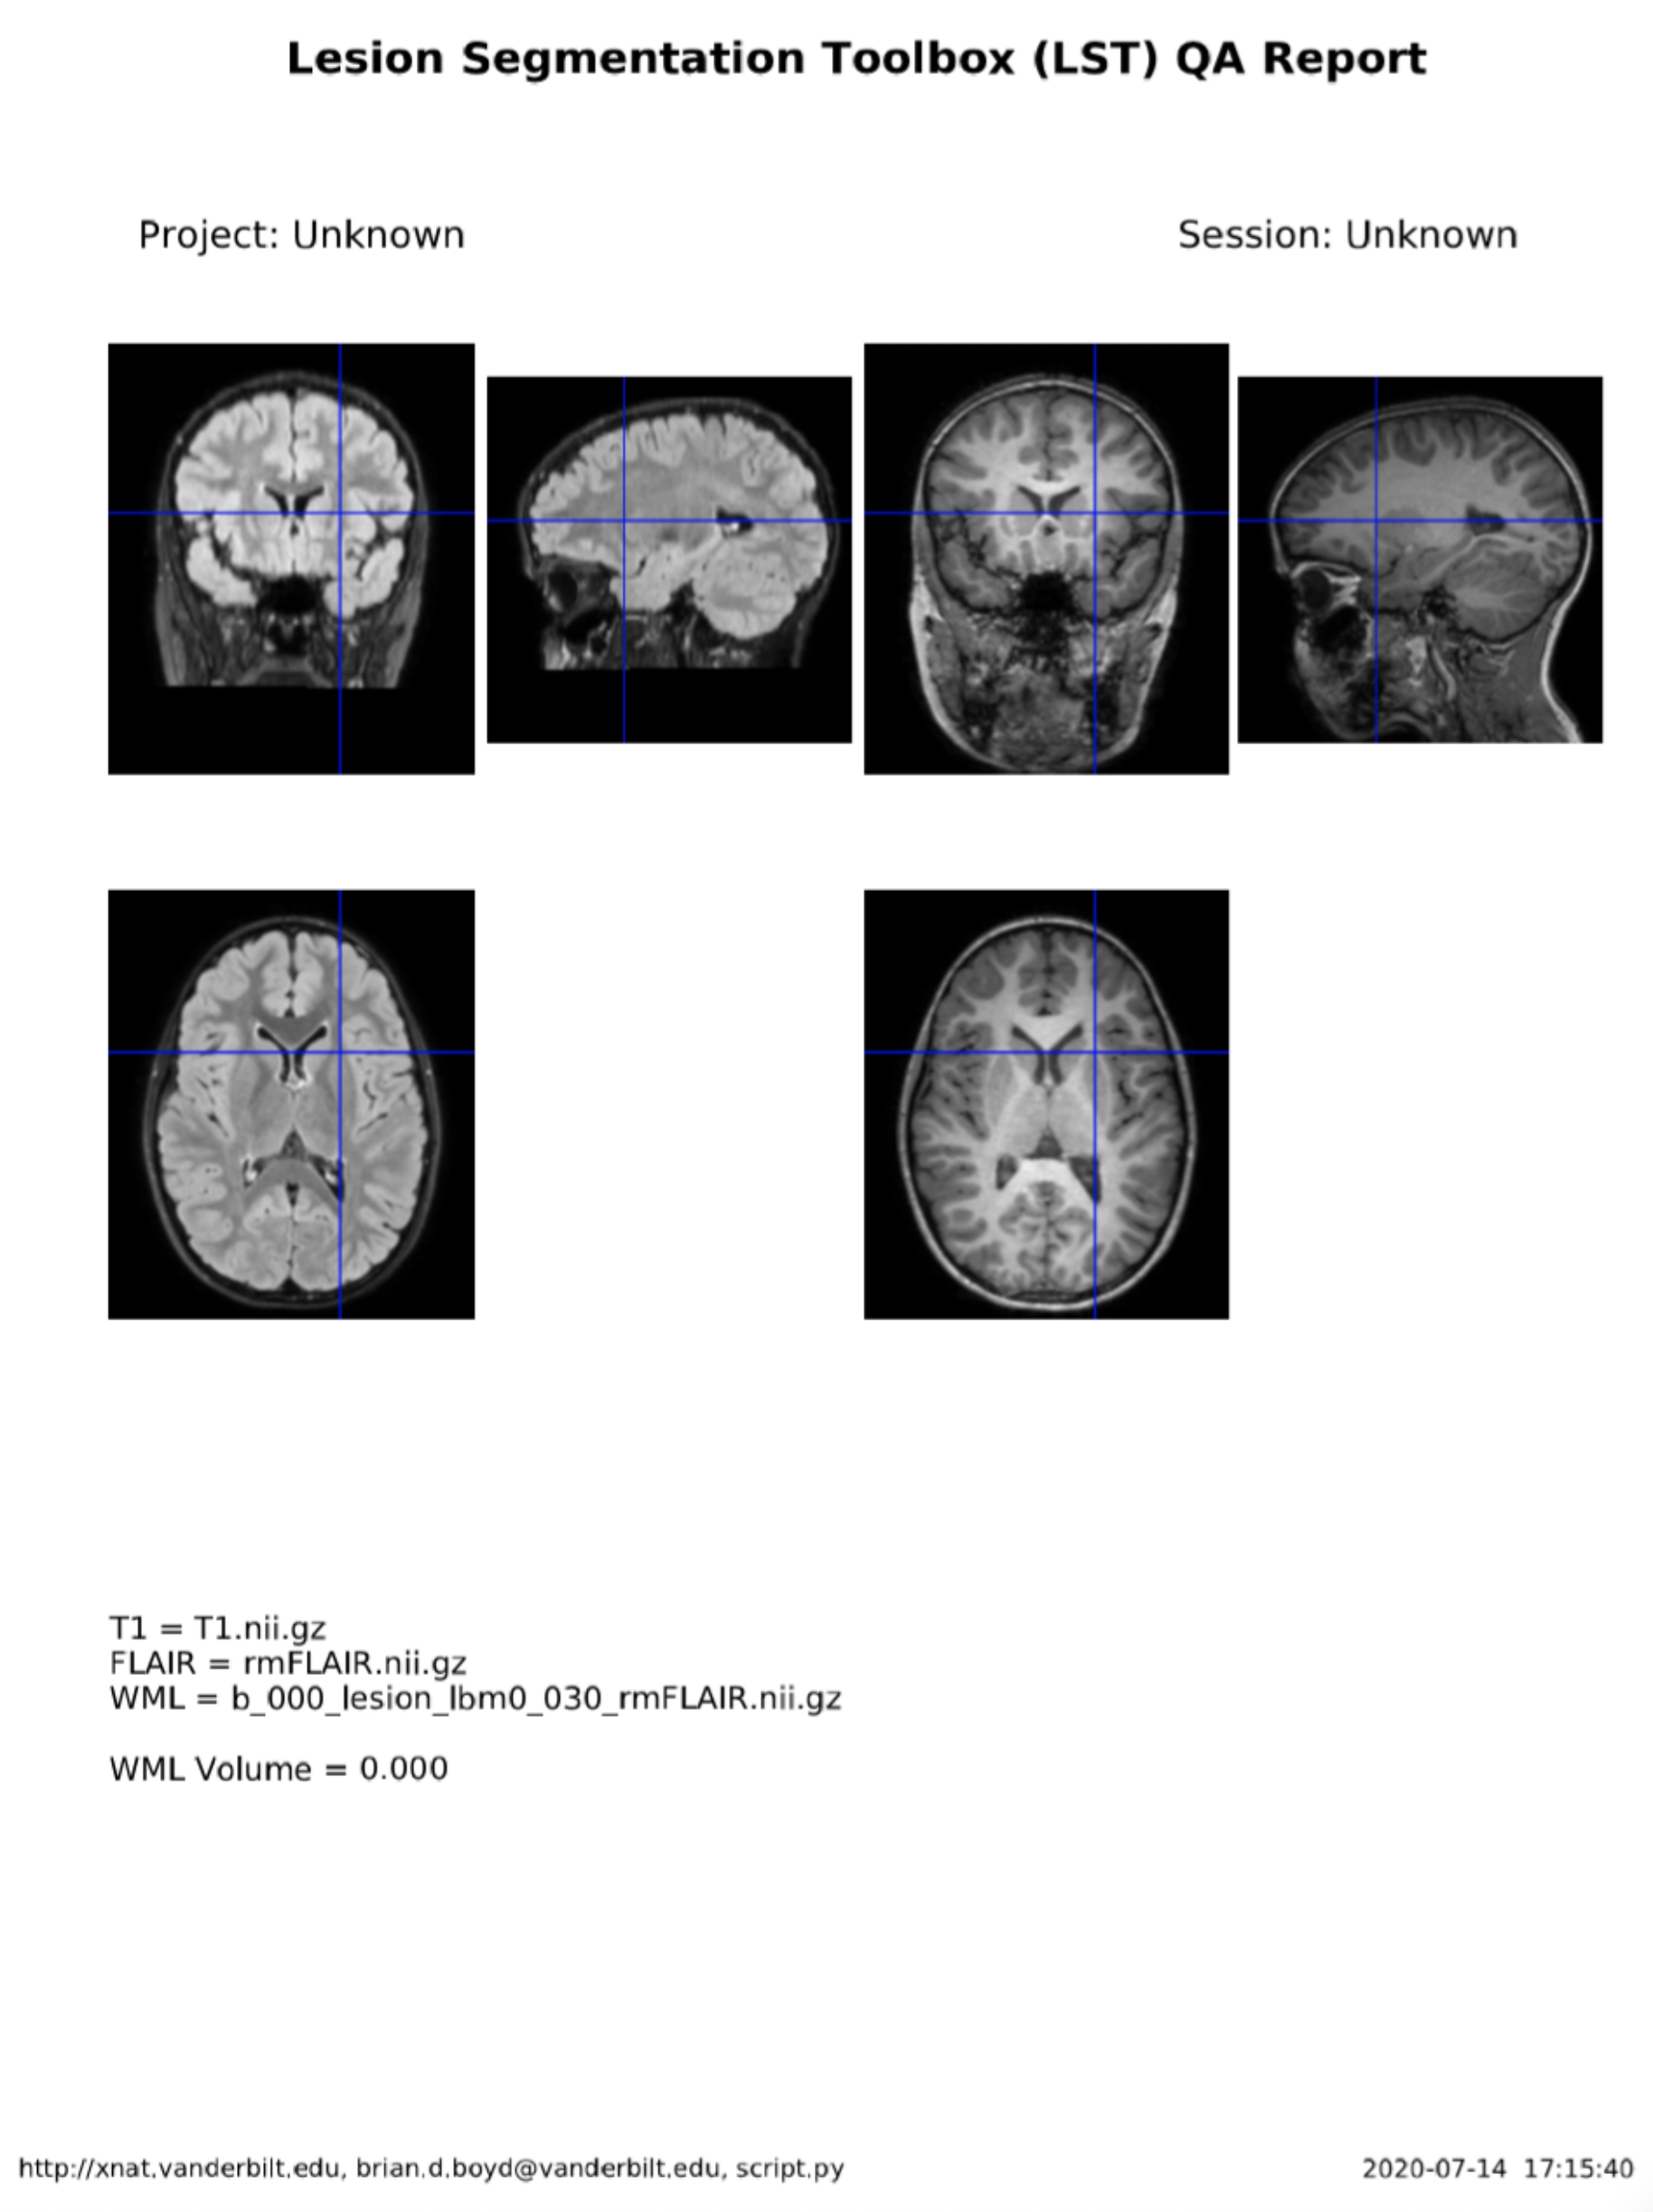 Lesion Segmentation Toolbox (LST) QA Report
Project: Unknown
Session: Unknown
T1 = T1.nii.gz
FLAIR = rmFLAIR.nii.gz
WML = b_000_lesion_lbm0_030_rmFLAIR.nii.gz
WML Volume = 0.000
http://xnat.vanderbilt.edu, brian.d.boyd@vanderbilt.edu, script.py
2020-07-14 17:15:40